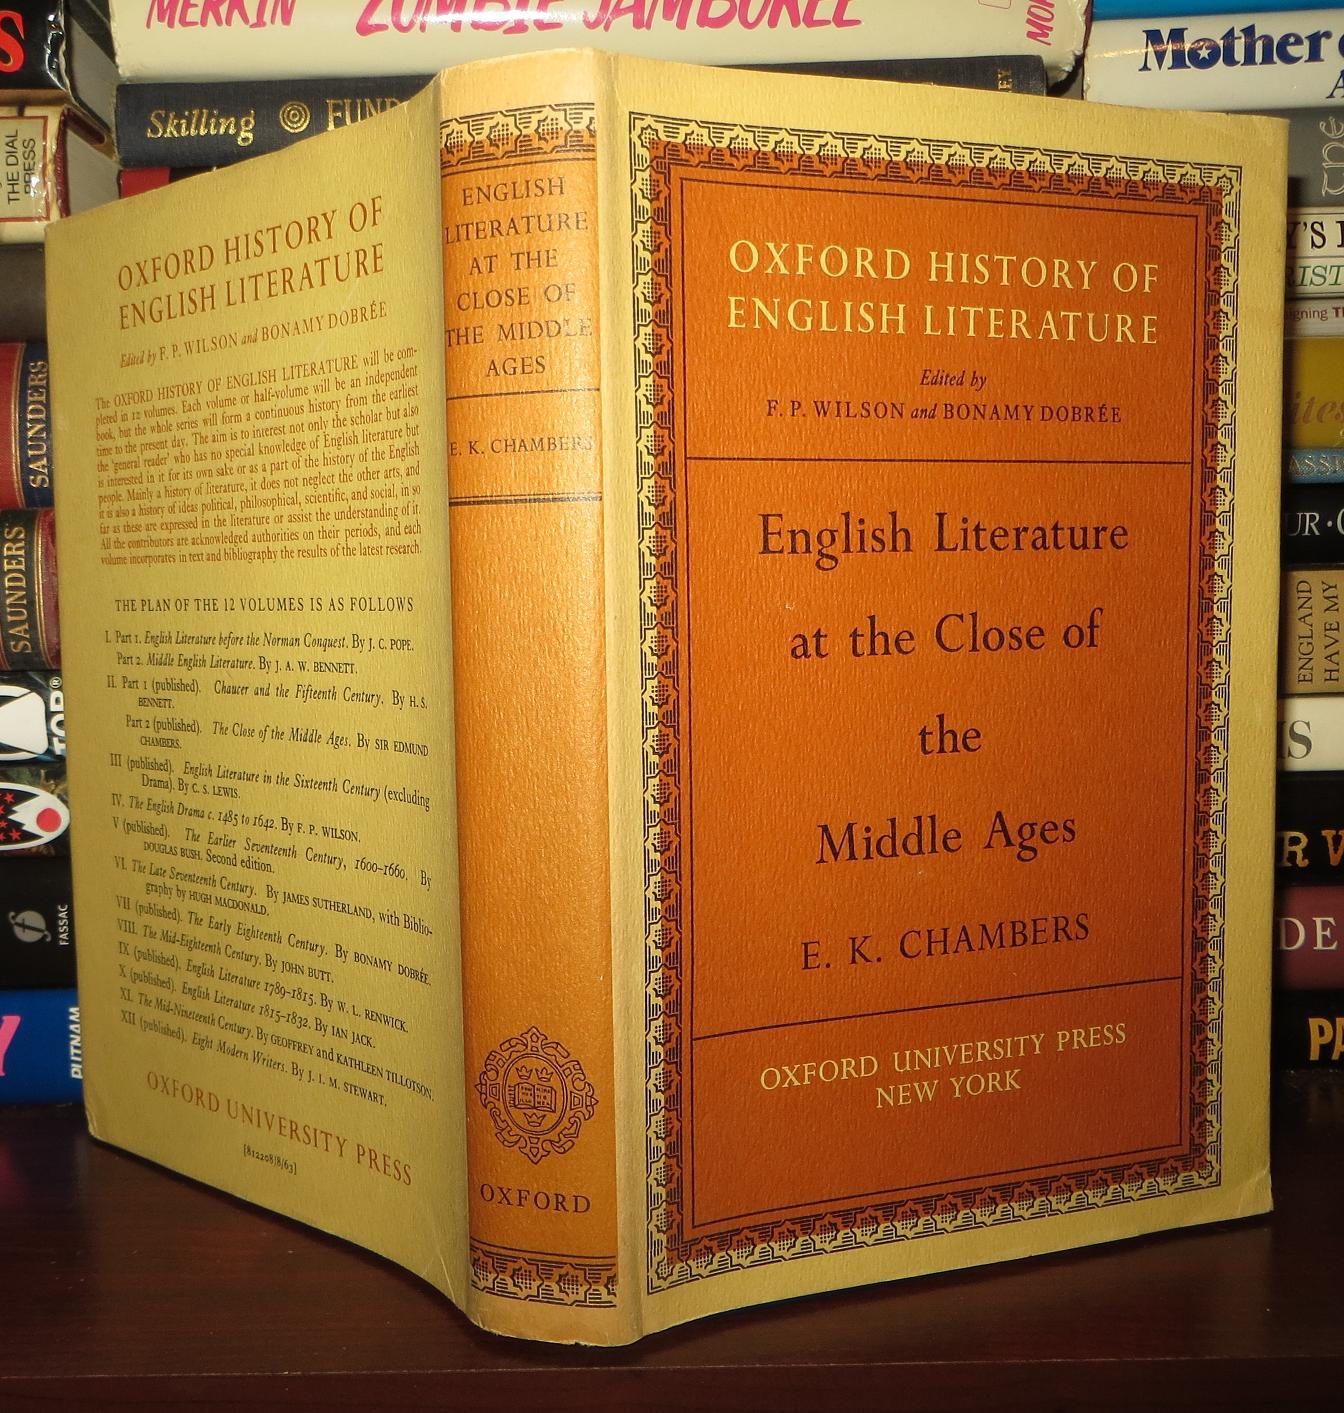 MERKIN ZOMBIE JAMBOREE
Skilling
THE DIAL
PRESS
SAUNDERS
SAUNDERS
TOR®
FASSAC
PUTNAM
OXFORD HISTORY OF
ENGLISH LITERATURE
Edited by F. P. WILSON and BONAMY DOBRÉE
The OXFORD HISTORY OF ENGLISH LITERATURE will be com-
pleted in 12 volumes. Each volume or half-volume will be an independent
book, but the whole series will form a continuous history from the earliest
time to the present day. The aim is to interest not only the scholar but also
the 'general reader' who has no special knowledge of English literature but
is interested in it for its own sake or as a part of the history of the English
people. Mainly a history of literature, it does not neglect the other arts, and
it is also a history of ideas political, philosophical, scientific, and social, in so
far as these are expressed in the literature or assist the understanding of it.
All the contributors are acknowledged authorities on their periods, and each
volume incorporates in text and bibliography the results of the latest research.
THE PLAN OF THE 12 VOLUMES IS AS FOLLOWS
I. Part 1. English Literature before the Norman Conquest. By J. C. POPE.
Part 2. Middle English Literature. By J. A. W. BENNETT.
II. Part 1 (published). Chaucer and the Fifteenth Century. By H. S.
BENNETT.
Part 2 (published). The Close of the Middle Ages. By SIR EDMUND
CHAMBERS.
III (published). English Literature in the Sixteenth Century (excluding
Drama). By C. S. LEWIS.
IV. The English Drama c. 1485 to 1642. By F. P. WILSON.
V (published). The Earlier Seventeenth Century, 1600-1660. By
DOUGLAS BUSH. Second edition.
VI. The Late Seventeenth Century. By JAMES SUTHERLAND, with Biblio-
graphy by HUGH MACDONALD.
VII (published). The Early Eighteenth Century. By BONAMY DOBRÉE.
VIII. The Mid-Eighteenth Century. By JOHN BUTT.
IX (published). English Literature 1789-1815. By W. L. RENWICK.
X (published). English Literature 1815-1832. By IAN JACK.
XI. The Mid-Nineteenth Century. By GEOFFREY and KATHLEEN TILLOTSON.
XII (published). Eight Modern Writers. By J. I. M. STEWART.
OXFORD UNIVERSITY PRESS
[812208/8/63]
ENGLISH
LITERATURE
AT THE
CLOSE OF
THE MIDDLE
AGES
E. K. CHAMBERS
OXFORD
OXFORD HISTORY OF
ENGLISH LITERATURE
Edited by
F. P. WILSON and BONAMY DOBRÉE
English Literature
at the Close of
the
Middle Ages
E. K. CHAMBERS
OXFORD UNIVERSITY PRESS
NEW YORK
Mother
ENGLAND
HAVE MY